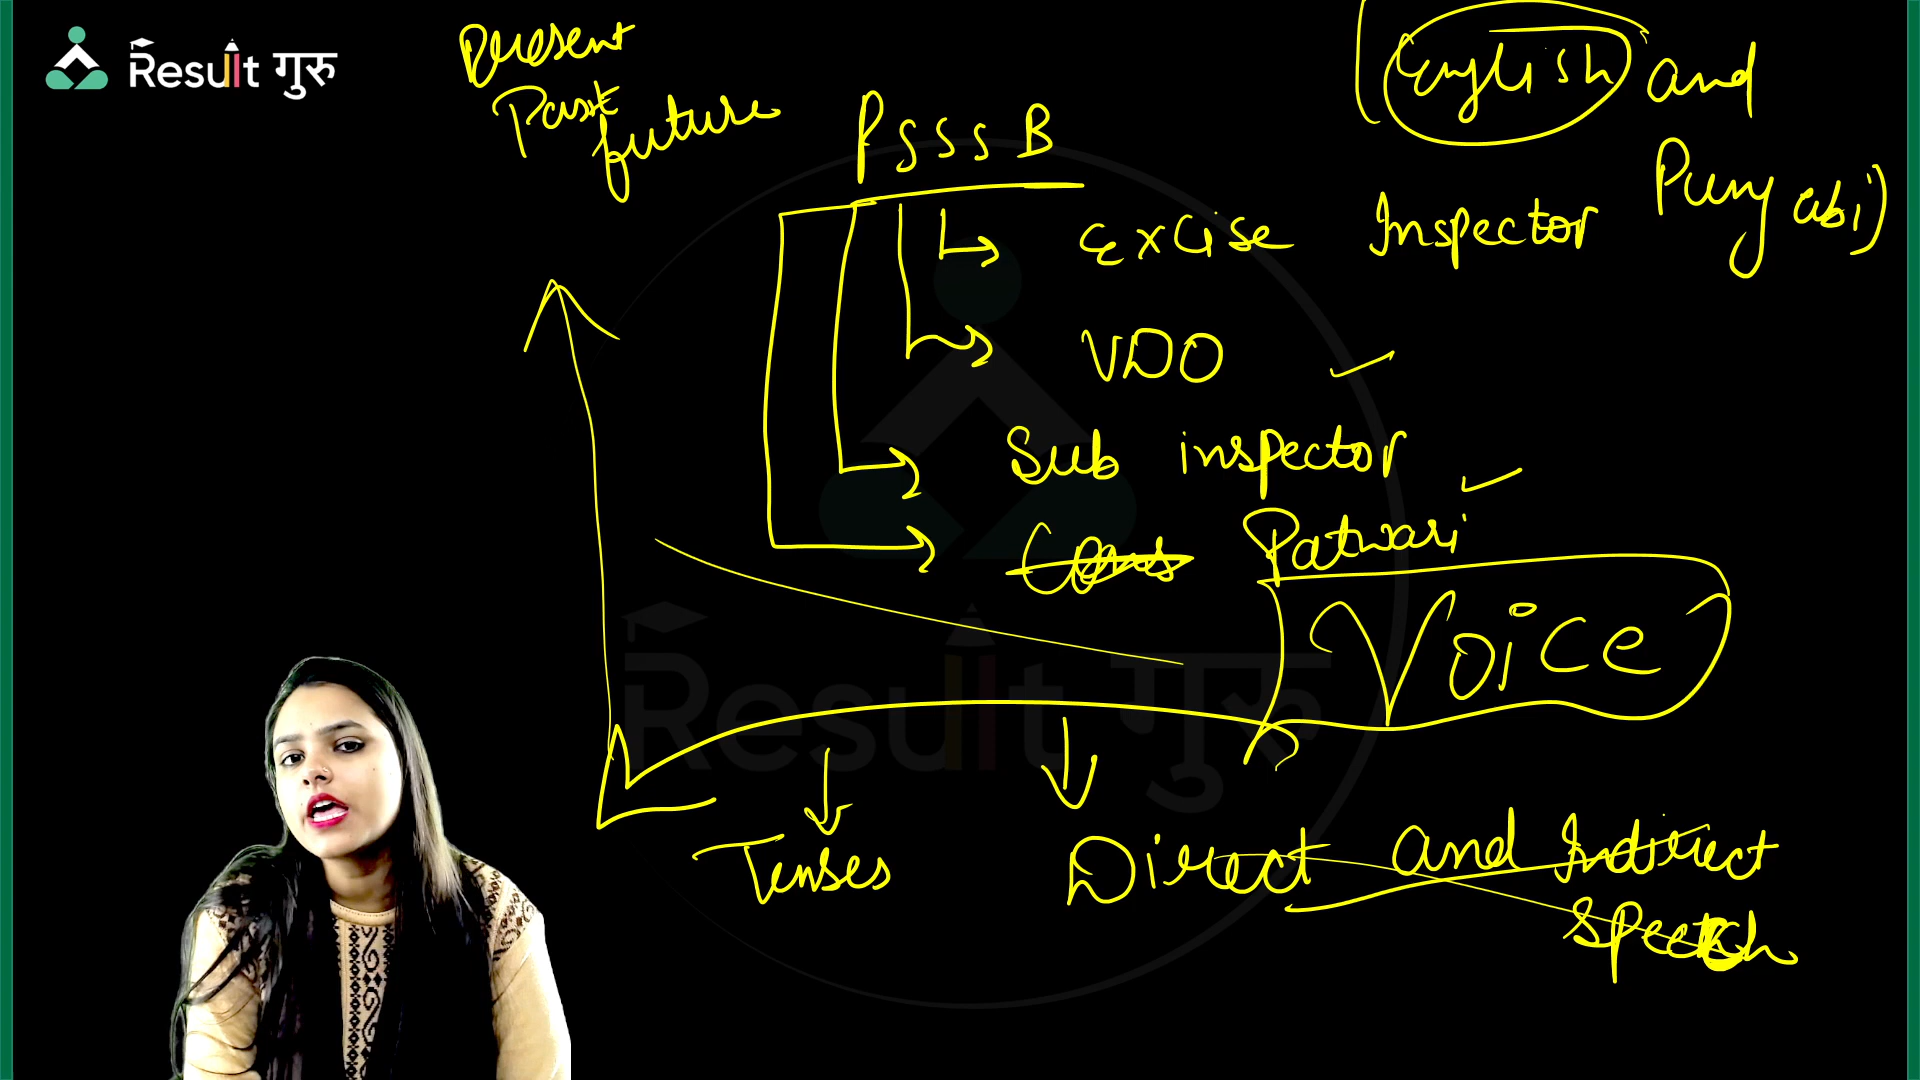 Result गुरु
Present
Past
future
PSSSB
(English and
Punjabi)
Excise Inspector
VDO
Sub inspector
Patwari
Voice
Result गुरु
Tenses
Direct and Indirect
Speech